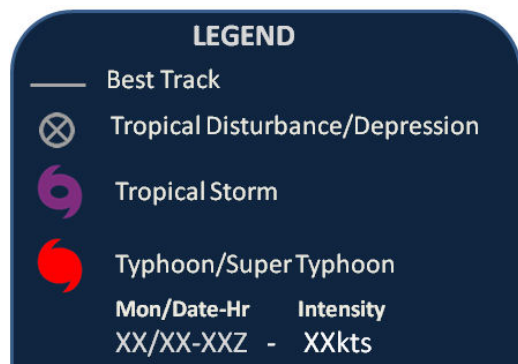 LEGEND
Best Track
Tropical Disturbance/Depression
Tropical Storm
Typhoon/Super Typhoon
Mon/Date-Hr Intensity
XX/XX-XXZ - XXkts